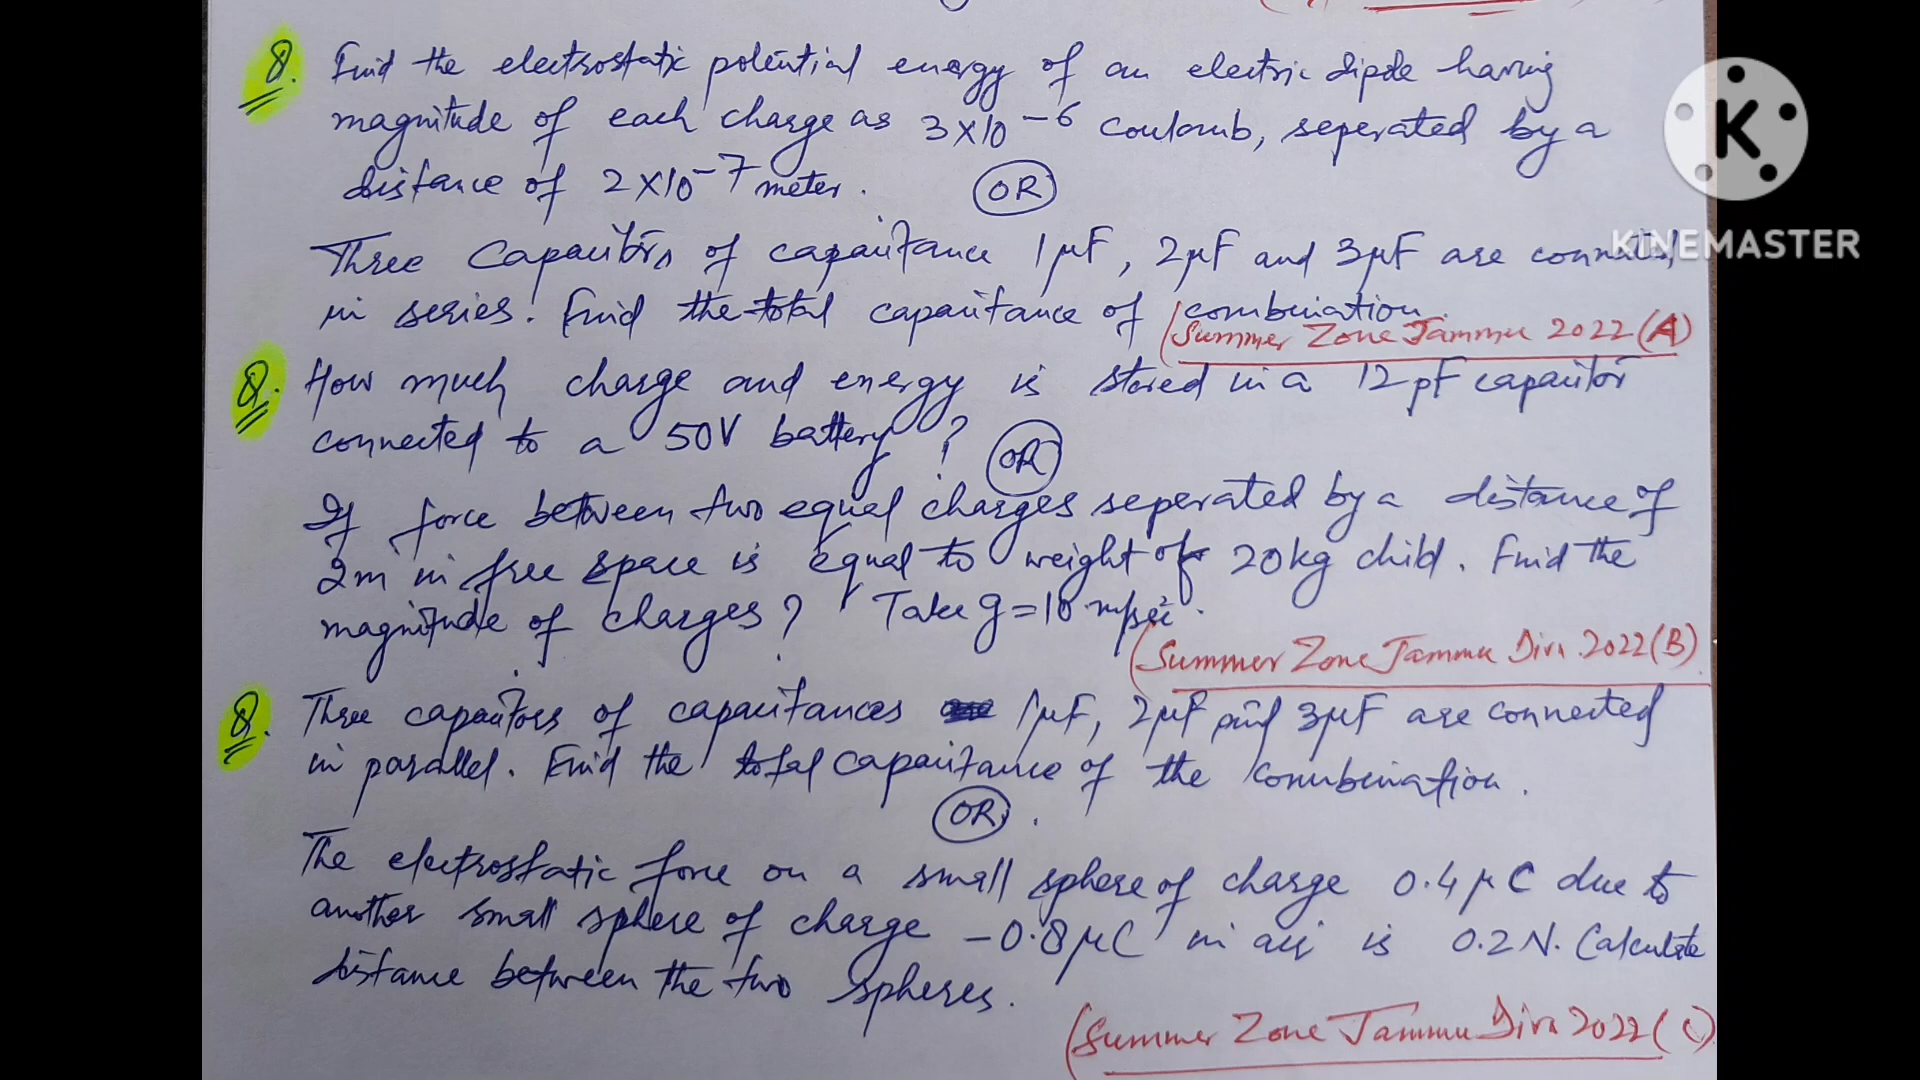 Q. Find the electrostatic potential energy of an electric dipole having
magnitude of each charge as 3×10⁻⁶ coulomb, seperated by a
distance of 2×10⁻⁷ meter. OR
Three Capacitors of capacitance 1μF, 2μF and 3μF are connected
in series. Find the total capacitance of combination.
(Summer Zone Jammu 2022 (A)
Q. How much charge and energy is stored in a 12pF capacitor
connected to a 50V battery? OR
If force between two equal charges seperated by a distance of
2m in free space is equal to weight of 20kg child. Find the
magnitude of charges? Take g=10 m/sec².
(Summer Zone Jammu Divn 2022(B)
Q. Three capacitors of capacitances 1μF, 2μF and 3μF are connected
in parallel. Find the total capacitance of the combination.
OR.
The electrostatic force on a small sphere of charge 0.4μC due to
another small sphere of charge -0.8μC in air is 0.2N. Calculate
distance between the two spheres.
(Summer Zone Jammu Divn 2022(C)
K
KINEMASTER